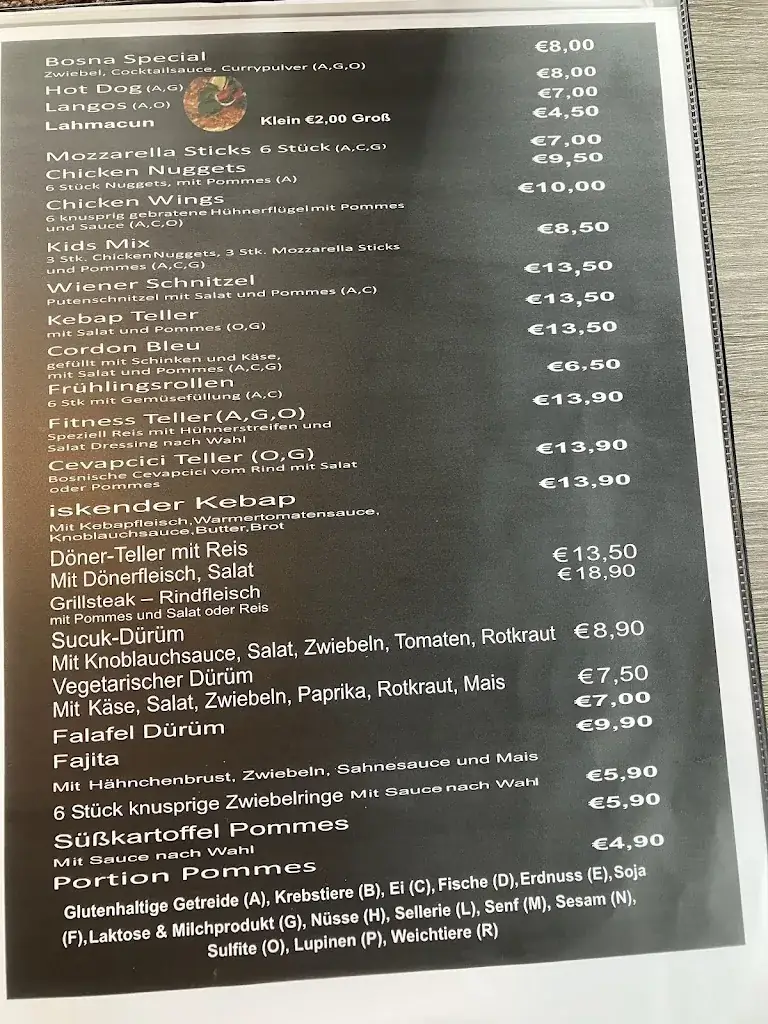 Bosna Special €8,00
Zwiebel, Cocktailsauce, Currypulver (A,G,O)
Hot Dog (A,G) €8,00
Langos (A,O) €7,00
Lahmacun Klein €2,00 Groß €4,50
Mozzarella Sticks 6 Stück (A,C,G) €7,00
Chicken Nuggets €9,50
6 Stück Nuggets, mit Pommes (A)
Chicken Wings €10,00
6 knusprig gebratene Hühnerflügel mit Pommes
und Sauce (A,C,O)
Kids Mix €8,50
3 Stk. Chicken Nuggets, 3 Stk. Mozzarella Sticks
und Pommes (A,C,G)
Wiener Schnitzel €13,50
Putenschnitzel mit Salat und Pommes (A,C)
Kebap Teller €13,50
mit Salat und Pommes (O,G)
Cordon Bleu €13,50
gefüllt mit Schinken und Käse,
mit Salat und Pommes (A,C,G)
Frühlingsrollen €6,50
6 Stk mit Gemüsefüllung (A,C)
Fitness Teller (A,G,O) €13,90
Speziell Reis mit Hühnerstreifen und
Salat Dressing nach Wahl
Cevapcici Teller (O,G) €13,90
Bosnische Cevapcici vom Rind mit Salat
oder Pommes
iskender Kebap €13,90
Mit Kebapfleisch,Warmertomatensauce,
Knoblauchsauce,Butter,Brot
Döner-Teller mit Reis €13,50
Mit Dönerfleisch, Salat
Grillsteak – Rindfleisch €18,90
mit Pommes und Salat oder Reis
Sucuk-Dürüm €8,90
Mit Knoblauchsauce, Salat, Zwiebeln, Tomaten, Rotkraut
Vegetarischer Dürüm €7,50
Mit Käse, Salat, Zwiebeln, Paprika, Rotkraut, Mais
Falafel Dürüm €7,00
Fajita €9,90
Mit Hähnchenbrust, Zwiebeln, Sahnesauce und Mais
6 Stück knusprige Zwiebelringe Mit Sauce nach Wahl €5,90
Süßkartoffel Pommes €5,90
Mit Sauce nach Wahl
Portion Pommes €4,90
Glutenhaltige Getreide (A), Krebstiere (B), Ei (C), Fische (D), Erdnuss (E), Soja
(F), Laktose & Milchprodukt (G), Nüsse (H), Sellerie (L), Senf (M), Sesam (N),
Sulfite (O), Lupinen (P), Weichtiere (R)